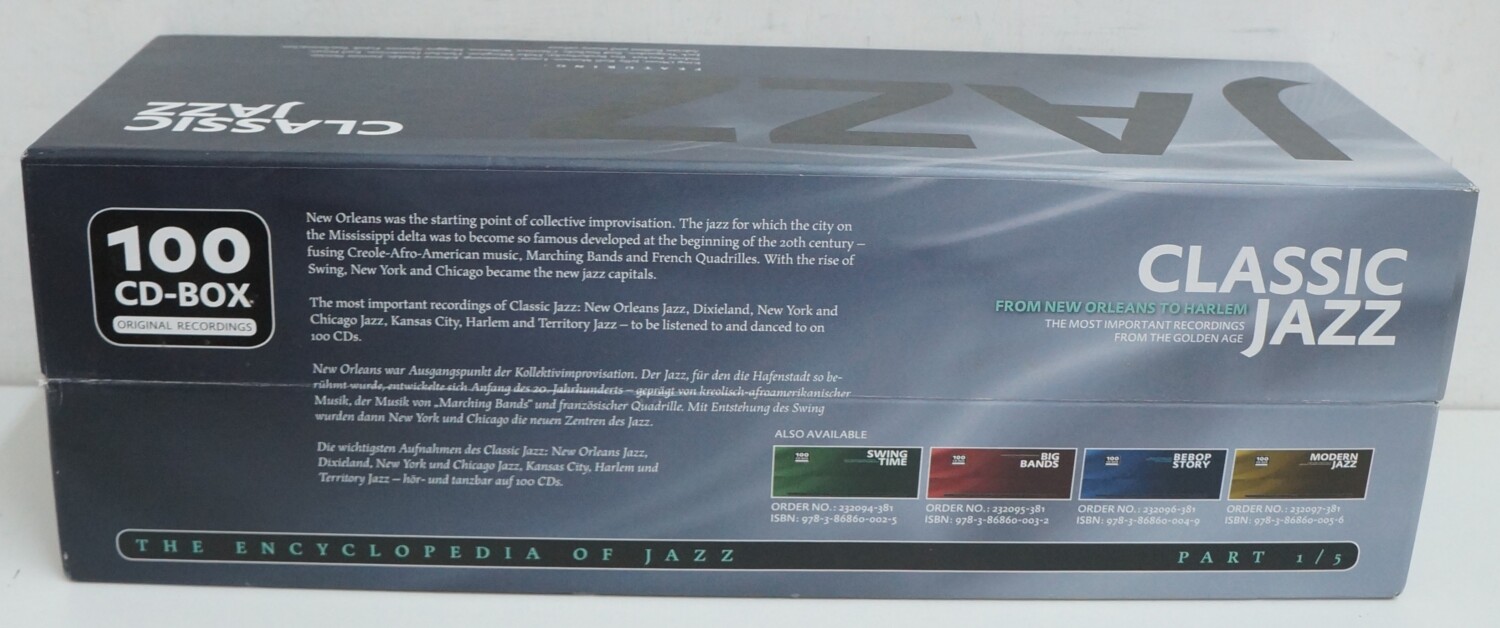 FEATURING:
CLASSIC
JAZZ
JAZZ
100
CD-BOX
ORIGINAL RECORDINGS
New Orleans was the starting point of collective improvisation. The jazz for which the city on
the Mississippi delta was to become so famous developed at the beginning of the 20th century –
fusing Creole-Afro-American music, Marching Bands and French Quadrilles. With the rise of
Swing, New York and Chicago became the new jazz capitals.
The most important recordings of Classic Jazz: New Orleans Jazz, Dixieland, New York and
Chicago Jazz, Kansas City, Harlem and Territory Jazz – to be listened to and danced to on
100 CDs.
New Orleans war Ausgangspunkt der Kollektivimprovisation. Der Jazz, für den die Hafenstadt so be-
rühmt wurde, entwickelte sich Anfang des 20. Jahrhunderts – geprägt von kreolisch-afroamerikanischer
Musik, der Musik von „Marching Bands“ und französischer Quadrille. Mit Entstehung des Swing
wurden dann New York und Chicago die neuen Zentren des Jazz.
Die wichtigsten Aufnahmen des Classic Jazz: New Orleans Jazz,
Dixieland, New York und Chicago Jazz, Kansas City, Harlem und
Territory Jazz – hör- und tanzbar auf 100 CDs.
CLASSIC
JAZZ
FROM NEW ORLEANS TO HARLEM
THE MOST IMPORTANT RECORDINGS
FROM THE GOLDEN AGE
ALSO AVAILABLE
100
SWING
TIME
ORDER NO.: 232094-381
ISBN: 978-3-86860-002-5
100
BIG
BANDS
ORDER NO.: 232095-381
ISBN: 978-3-86860-003-2
100
BEBOP
STORY
ORDER NO.: 232096-381
ISBN: 978-3-86860-004-9
100
MODERN
JAZZ
ORDER NO.: 232097-381
ISBN: 978-3-86860-005-6
THE ENCYCLOPEDIA OF JAZZ
PART 1/5